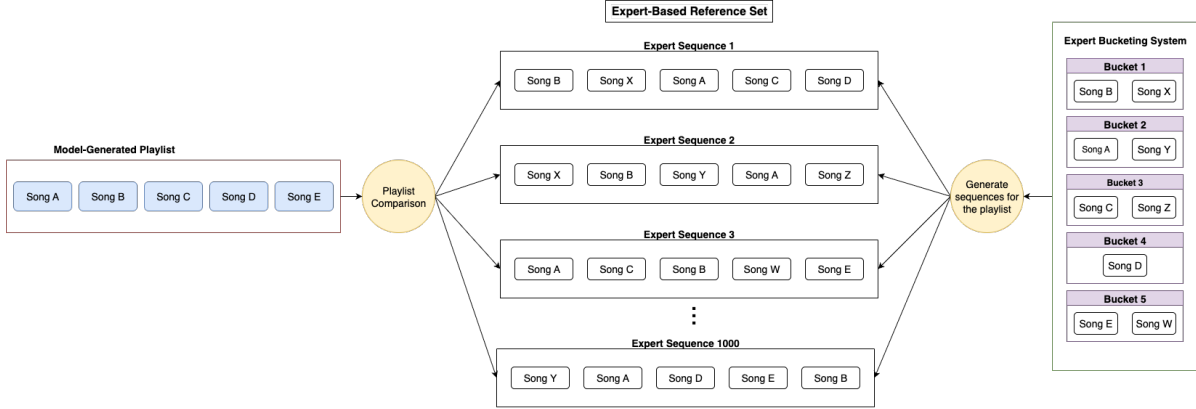 Expert-Based Reference Set
Model-Generated Playlist
Song A
Song B
Song C
Song D
Song E
Playlist
Comparison
Expert Sequence 1
Song B
Song X
Song A
Song C
Song D
Expert Sequence 2
Song X
Song B
Song Y
Song A
Song Z
Expert Sequence 3
Song A
Song C
Song B
Song W
Song E
Expert Sequence 1000
Song Y
Song A
Song D
Song E
Song B
Generate
sequences for
the playlist
Expert Bucketing System
Bucket 1
Song B
Song X
Bucket 2
Song A
Song Y
Bucket 3
Song C
Song Z
Bucket 4
Song D
Bucket 5
Song E
Song W